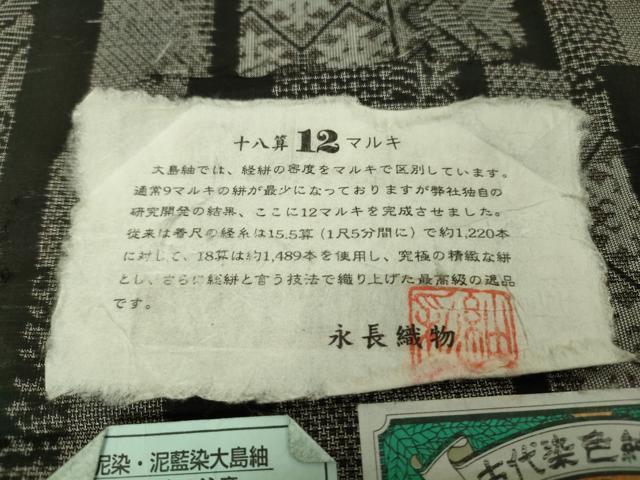 十八算 12 マルキ
大島紬では、経絣の密度をマルキで区別しています。
通常9マルキの絣が最少になっておりますが弊社独自の
研究開発の結果、ここに12マルキを完成させました。
従来は着尺の経糸は15.5算（1尺5分間に）で約1,220本
に対して、18算は約1,489本を使用し、究極の精緻な絣
とし、さらに総絣と言う技法で織り上げた最高級の逸品
です。
永長織物
泥染・泥藍染大島紬
古代染色